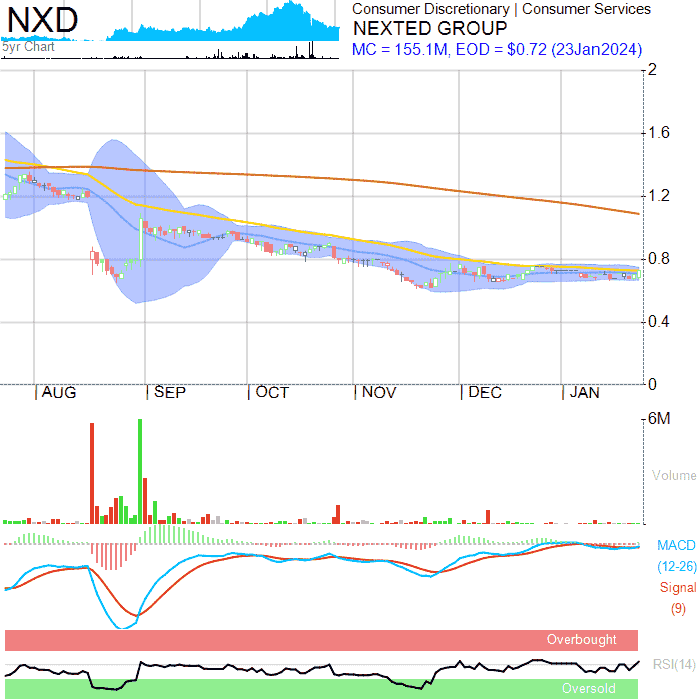 NXD
5yr Chart
Consumer Discretionary | Consumer Services
NEXTED GROUP
MC = 155.1M, EOD = $0.72 (23Jan2024)
2
1.6
1.2
0.8
0.4
0
| AUG | SEP | OCT | NOV | DEC | JAN
6M
Volume
MACD
(12-26)
Signal
(9)
Overbought
RSI(14)
Oversold